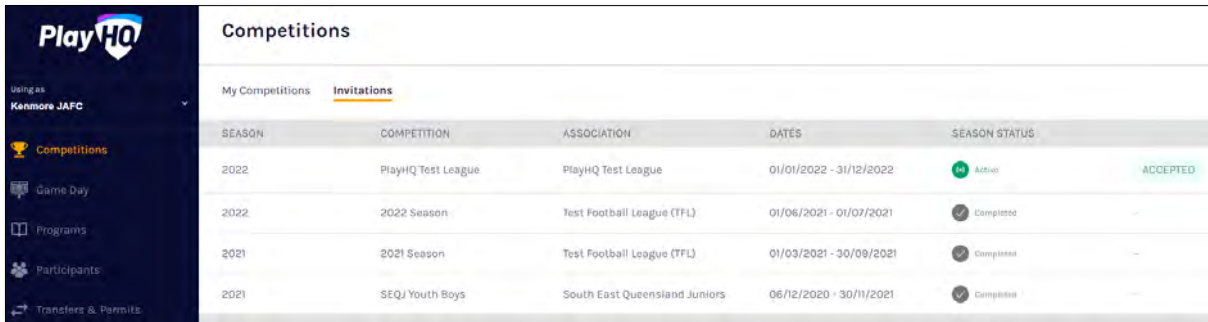 PlayHQ
Using as
Kenmore JAFC
Competitions
Game Day
Programs
Participants
Transfers & Permits
Competitions
My Competitions Invitations
SEASON COMPETITION ASSOCIATION DATES SEASON STATUS
2022 PlayHQ Test League PlayHQ Test League 01/01/2022 - 31/12/2022 Active ACCEPTED
2022 2022 Season Test Football League (TFL) 01/06/2021 - 01/07/2021 Completed -
2021 2021 Season Test Football League (TFL) 01/03/2021 - 30/09/2021 Completed -
2021 SEQJ Youth Boys South East Queensland Juniors 06/12/2020 - 30/11/2021 Completed -